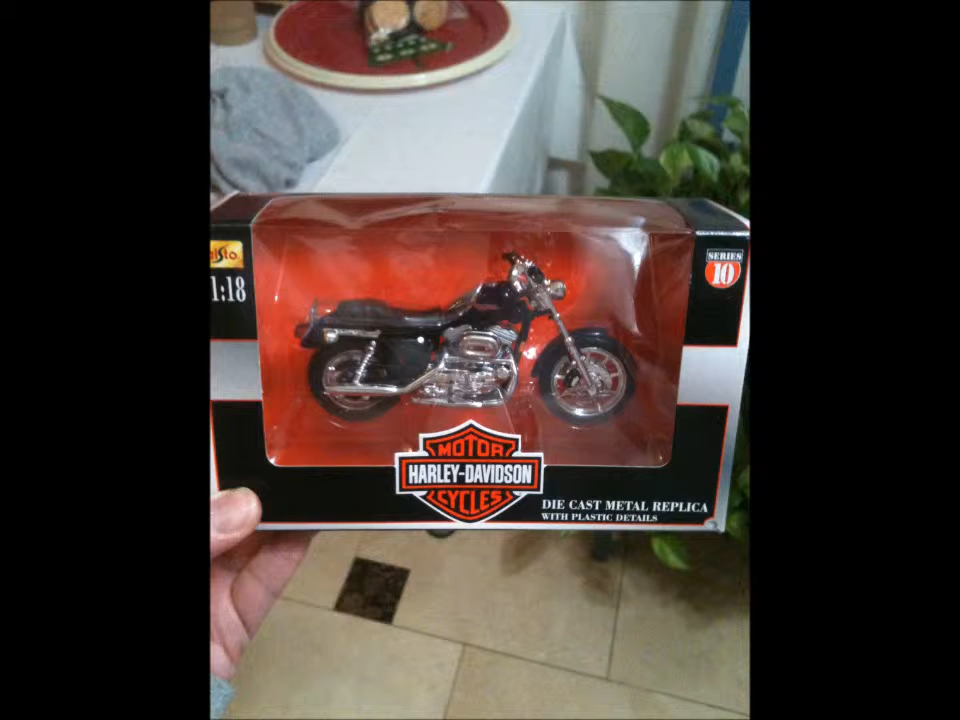 SERIES
10
1:18
MOTOR
HARLEY-DAVIDSON
CYCLES
DIE CAST METAL REPLICA
WITH PLASTIC DETAILS